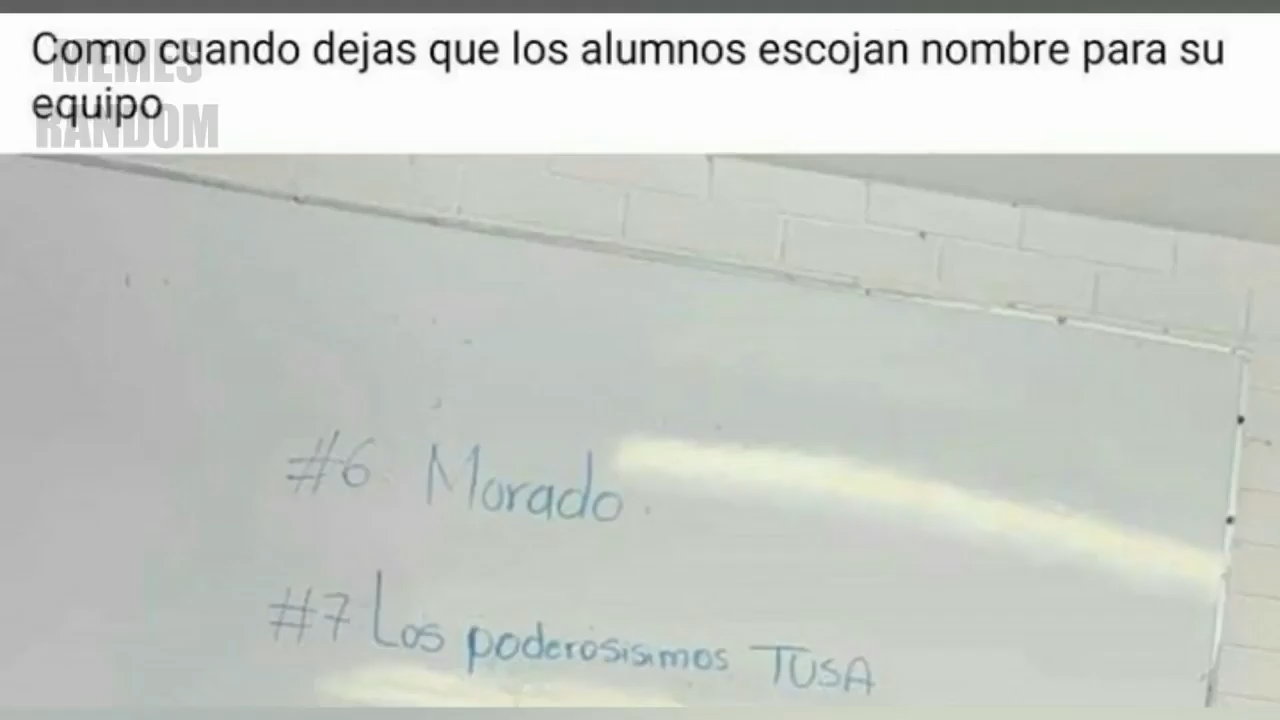 Como cuando dejas que los alumnos escojan nombre para su
equipo
MEMES
RANDOM
#6 Morado.
#7 Los poderosisimos TUSA